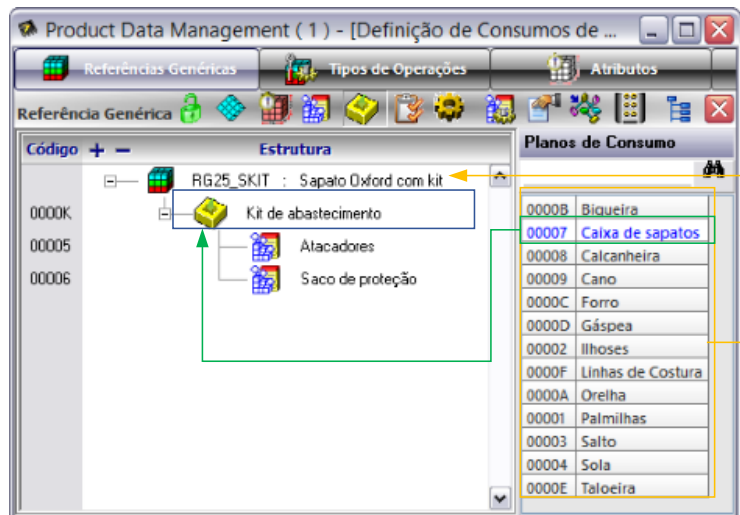 Product Data Management ( 1 ) - [Definição de Consumos de ...
Referências Genéricas Tipos de Operações Atributos
Referência Genérica
Código + − Estrutura
RG25_SKIT : Sapato Oxford com kit
0000K Kit de abastecimento
00005 Atacadores
00006 Saco de proteção
Planos de Consumo
0000B Biqueira
00007 Caixa de sapatos
00008 Calcanheira
00009 Cano
0000C Forro
0000D Gáspea
00002 Ilhoses
0000F Linhas de Costura
0000A Orelha
00001 Palmilhas
00003 Salto
00004 Sola
0000E Taloeira